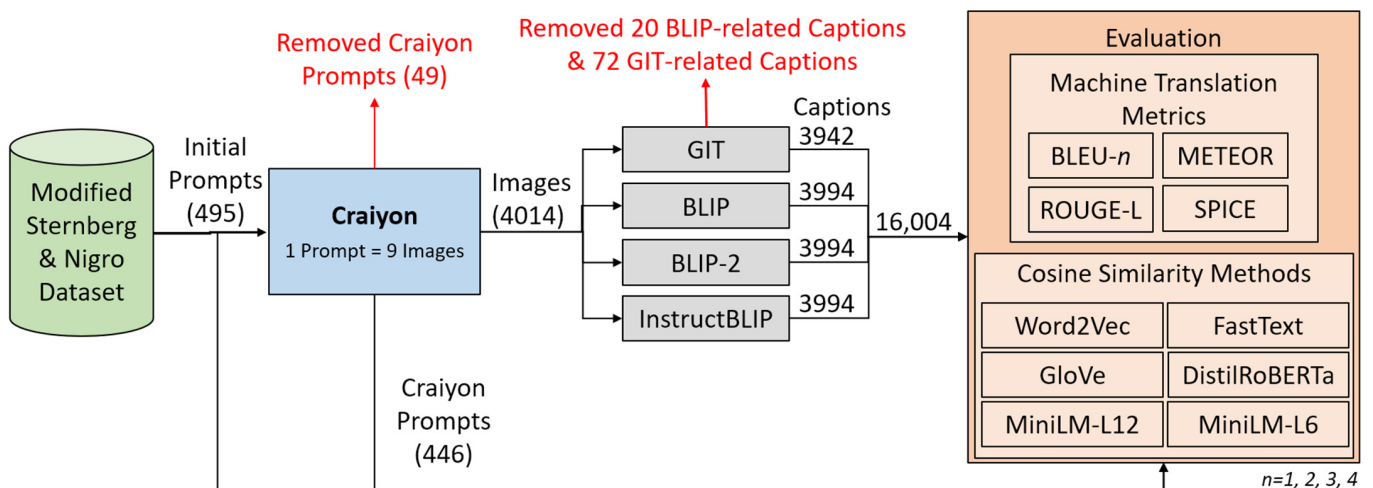 Modified
Sternberg
& Nigro
Dataset
Initial
Prompts
(495)
Removed Craiyon
Prompts (49)
Craiyon
1 Prompt = 9 Images
Craiyon
Prompts
(446)
Images
(4014)
Removed 20 BLIP-related Captions
& 72 GIT-related Captions
Captions
GIT
3942
BLIP
3994
BLIP-2
3994
InstructBLIP
3994
16,004
Evaluation
Machine Translation
Metrics
BLEU-n
METEOR
ROUGE-L
SPICE
Cosine Similarity Methods
Word2Vec
FastText
GloVe
DistilRoBERTa
MiniLM-L12
MiniLM-L6
n=1, 2, 3, 4